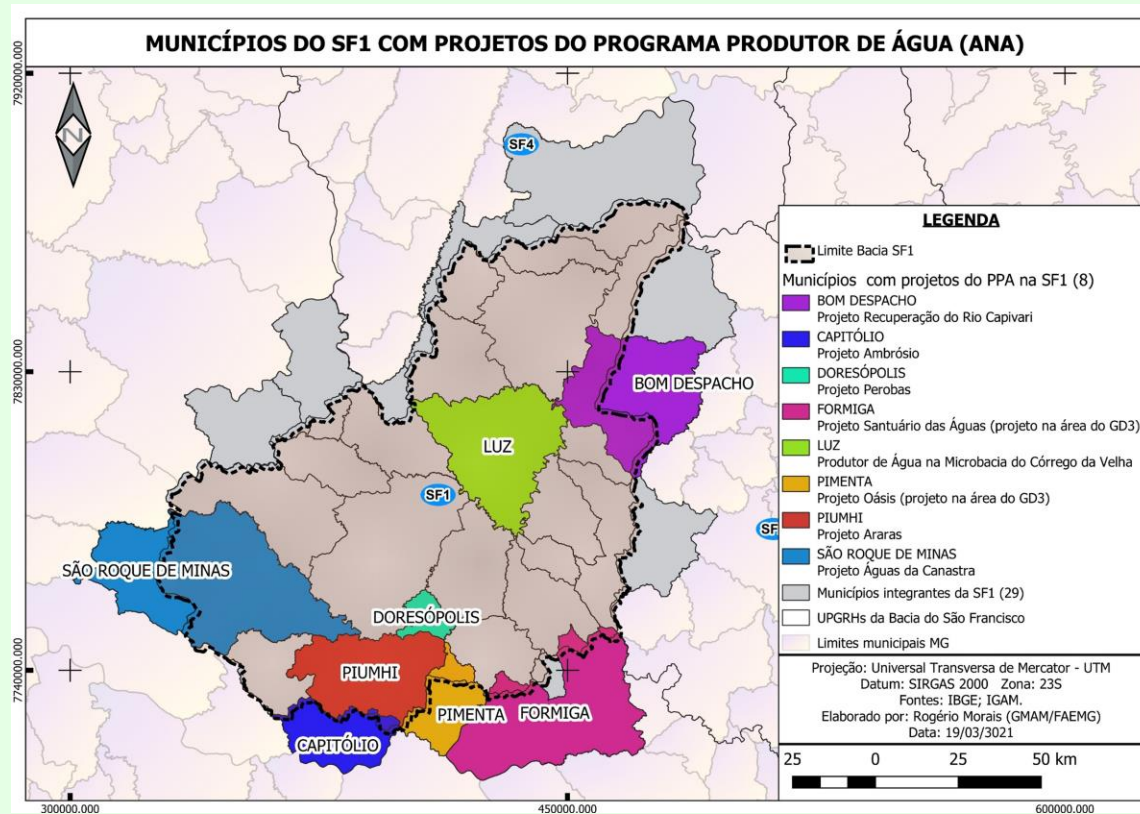 MUNICÍPIOS DO SF1 COM PROJETOS DO PROGRAMA PRODUTOR DE ÁGUA (ANA)
7920000.000
7830000.000
7740000.000
N
SF4
BOM DESPACHO
LUZ
SF1
SF
SÃO ROQUE DE MINAS
DORESÓPOLIS
PIUMHI
PIMENTA
FORMIGA
CAPITÓLIO
LEGENDA
Limite Bacia SF1
Municípios com projetos do PPA na SF1 (8)
BOM DESPACHO
Projeto Recuperação do Rio Capivari
CAPITÓLIO
Projeto Ambrósio
DORESÓPOLIS
Projeto Perobas
FORMIGA
Projeto Santuário das Águas (projeto na área do GD3)
LUZ
Produtor de Água na Microbacia do Córrego da Velha
PIMENTA
Projeto Oásis (projeto na área do GD3)
PIUMHI
Projeto Araras
SÃO ROQUE DE MINAS
Projeto Águas da Canastra
Municípios integrantes da SF1 (29)
UPGRHs da Bacia do São Francisco
Limites municipais MG
Projeção: Universal Transversa de Mercator - UTM
Datum: SIRGAS 2000 Zona: 23S
Fontes: IBGE; IGAM.
Elaborado por: Rogério Morais (GMAM/FAEMG)
Data: 19/03/2021
25 0 25 50 km
300000.000 450000.000 600000.000